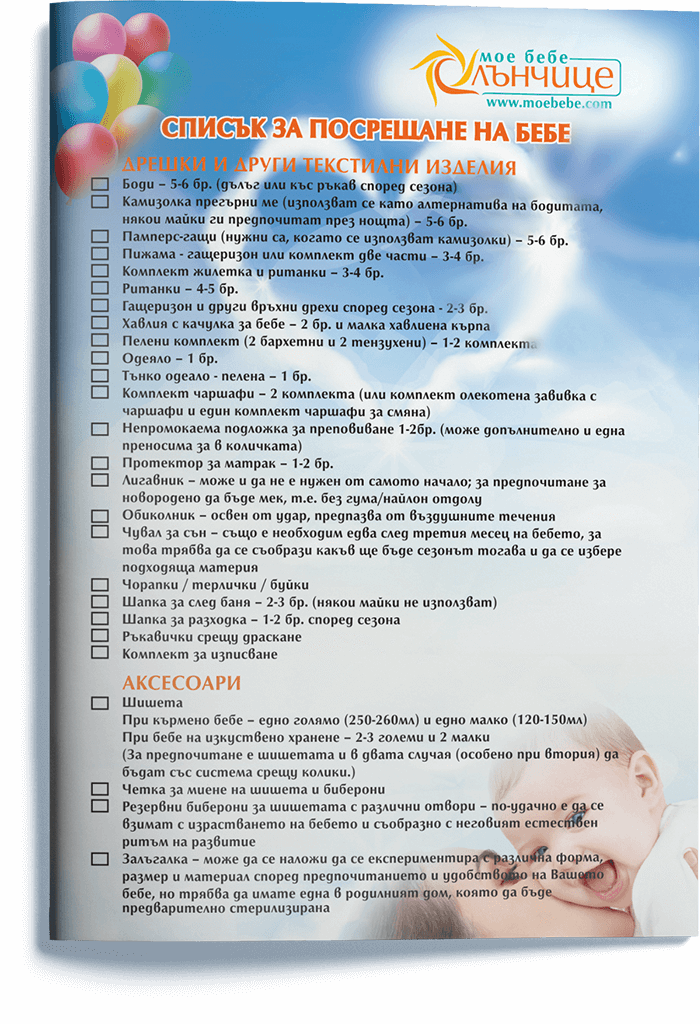 мое бебе
Слънчице
www.moebebe.com
СПИСЪК ЗА ПОСРЕЩАНЕ НА БЕБЕ
ДРЕШКИ И ДРУГИ ТЕКСТИЛНИ ИЗДЕЛИЯ
Боди – 5-6 бр. (дълъг или къс ръкав според сезона)
Камизолка прегърни ме (използват се като алтернатива на бодитата,
някои майки ги предпочитат през нощта) – 5-6 бр.
Памперс-гащи (нужни са, когато се използват камизолки) – 5-6 бр.
Пижама - гащеризон или комплект две части – 3-4 бр.
Комплект жилетка и ританки – 3-4 бр.
Ританки – 4-5 бр.
Гащеризон и други връхни дрехи според сезона - 2-3 бр.
Хавлия с качулка за бебе – 2 бр. и малка хавлиена кърпа
Пелени комплект (2 бархетни и 2 тензухени) – 1-2 комплекта
Одеяло – 1 бр.
Тънко одеало - пелена – 1 бр.
Комплект чаршафи – 2 комплекта (или комплект олекотена завивка с
чаршафи и един комплект чаршафи за смяна)
Непромокаема подложка за преповиване 1-2бр. (може допълнително и една
преносима за в количката)
Протектор за матрак – 1-2 бр.
Лигавник – може и да не е нужен от самото начало; за предпочитане за
новородено да бъде мек, т.е. без гума/найлон отдолу
Обиколник – освен от удар, предпазва от въздушните течения
Чувал за сън – също е необходим едва след третия месец на бебето, за
това трябва да се съобрази какъв ще бъде сезонът тогава и да се избере
подходяща материя
Чорапки / терлички / буйки
Шапка за след баня – 2-3 бр. (някои майки не използват)
Шапка за разходка – 1-2 бр. според сезона
Ръкавички срещу драскане
Комплект за изписване
АКСЕСОАРИ
Шишета
При кърмено бебе – едно голямо (250-260мл) и едно малко (120-150мл)
При бебе на изкуствено хранене – 2-3 големи и 2 малки
(За предпочитане е шишетата и в двата случая (особено при втория) да
бъдат със система срещу колики.)
Четка за миене на шишета и биберони
Резервни биберони за шишетата с различни отвори – по-удачно е да се
взимат с израстването на бебето и съобразно с неговият естествен
ритъм на развитие
Залъгалка – може да се наложи да се експериментира с различна форма,
размер и материал според предпочитанието и удобството на Вашето
бебе, но трябва да имате една в родилният дом, която да бъде
предварително стерилизирана